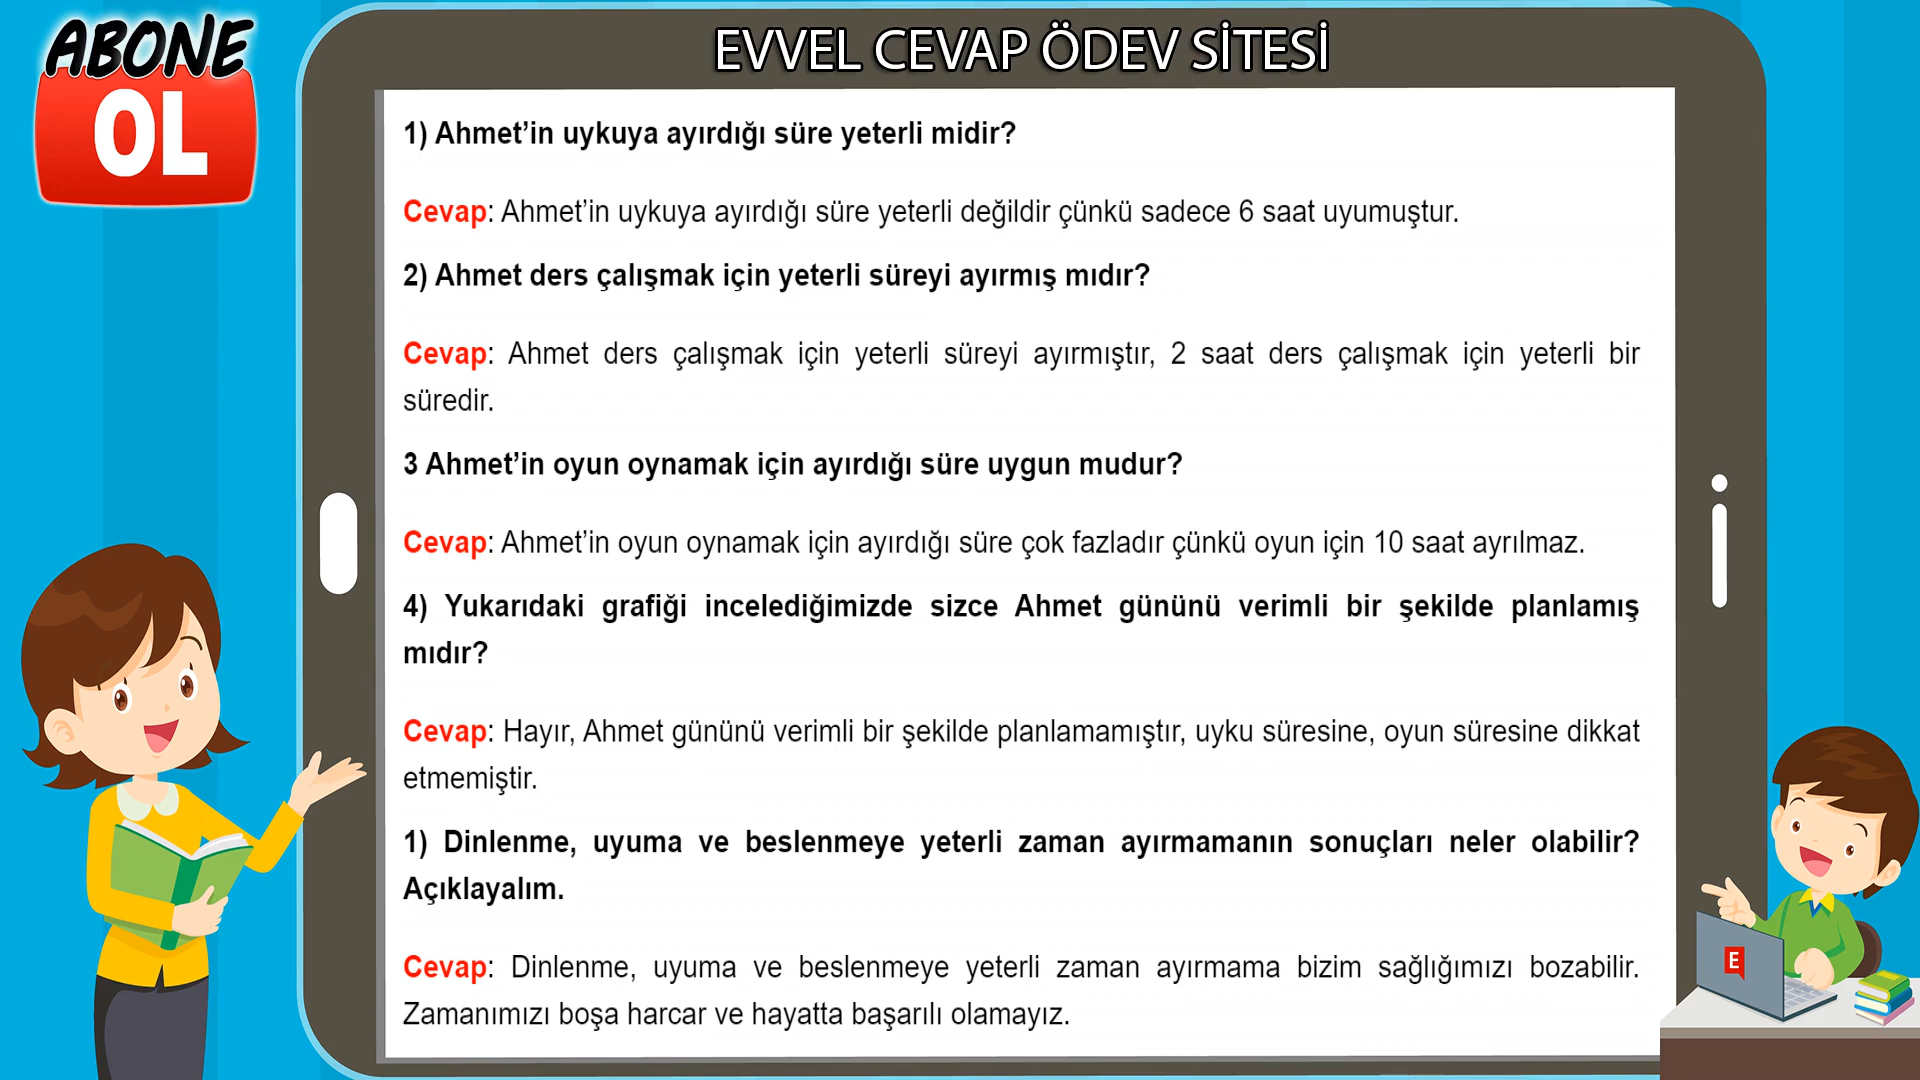 ABONE
OL
EVVEL CEVAP ÖDEV SİTESİ
1) Ahmet’in uykuya ayırdığı süre yeterli midir?
Cevap: Ahmet’in uykuya ayırdığı süre yeterli değildir çünkü sadece 6 saat uyumuştur.
2) Ahmet ders çalışmak için yeterli süreyi ayırmış mıdır?
Cevap: Ahmet ders çalışmak için yeterli süreyi ayırmıştır, 2 saat ders çalışmak için yeterli bir
süredir.
3 Ahmet’in oyun oynamak için ayırdığı süre uygun mudur?
Cevap: Ahmet’in oyun oynamak için ayırdığı süre çok fazladır çünkü oyun için 10 saat ayrılmaz.
4) Yukarıdaki grafiği incelediğimizde sizce Ahmet gününü verimli bir şekilde planlamış
mıdır?
Cevap: Hayır, Ahmet gününü verimli bir şekilde planlamamıştır, uyku süresine, oyun süresine dikkat
etmemiştir.
1) Dinlenme, uyuma ve beslenmeye yeterli zaman ayırmamanın sonuçları neler olabilir?
Açıklayalım.
Cevap: Dinlenme, uyuma ve beslenmeye yeterli zaman ayırmama bizim sağlığımızı bozabilir.
Zamanımızı boşa harcar ve hayatta başarılı olamayız.
E